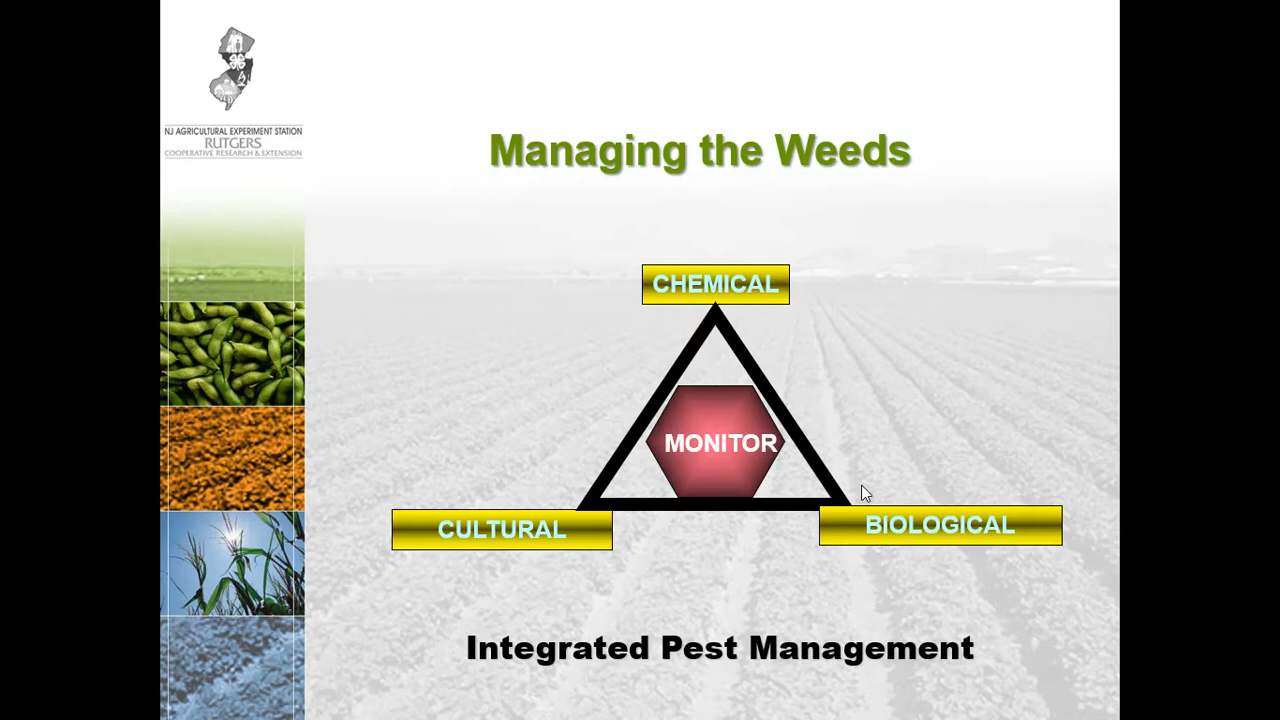 NJ AGRICULTURAL EXPERIMENT STATION
RUTGERS
COOPERATIVE RESEARCH & EXTENSION
Managing the Weeds
CHEMICAL
MONITOR
CULTURAL
BIOLOGICAL
Integrated Pest Management